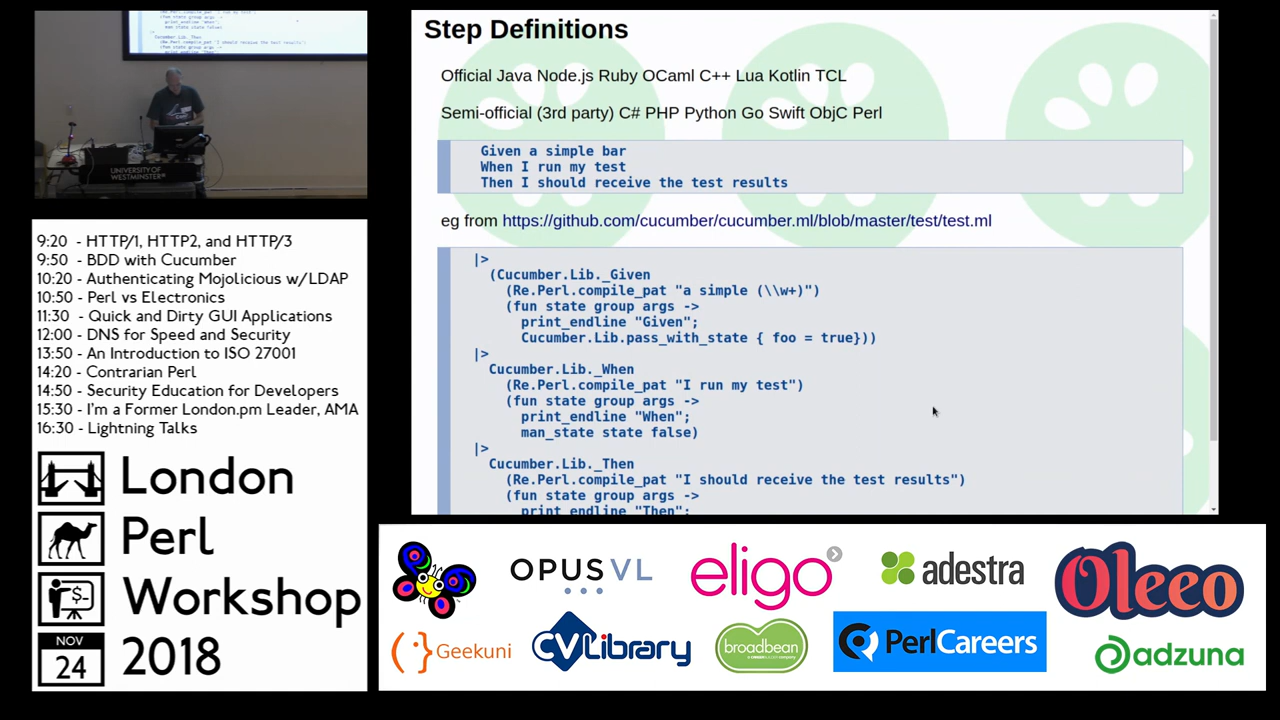 Cucumber.Lib._Then
UNIVERSITY OF
WESTMINSTER
9:20 - HTTP/1, HTTP2, and HTTP/3
9:50 - BDD with Cucumber
10:20 - Authenticating Mojolicious w/LDAP
10:50 - Perl vs Electronics
11:30 - Quick and Dirty GUI Applications
12:00 - DNS for Speed and Security
13:50 - An Introduction to ISO 27001
14:20 - Contrarian Perl
14:50 - Security Education for Developers
15:30 - I'm a Former London.pm Leader, AMA
16:30 - Lightning Talks
London
Perl
$-
Workshop
NOV
24
2018
Step Definitions
Official Java Node.js Ruby OCaml C++ Lua Kotlin TCL
Semi-official (3rd party) C# PHP Python Go Swift ObjC Perl
Given a simple bar
When I run my test
Then I should receive the test results
eg from https://github.com/cucumber/cucumber.ml/blob/master/test/test.ml
|>
(Cucumber.Lib._Given
(Re.Perl.compile_pat "a simple (\\w+)")
(fun state group args ->
print_endline "Given";
Cucumber.Lib.pass_with_state { foo = true}))
|>
Cucumber.Lib._When
(Re.Perl.compile_pat "I run my test")
(fun state group args ->
print_endline "When";
man_state state false)
|>
Cucumber.Lib._Then
(Re.Perl.compile_pat "I should receive the test results")
(fun state group args ->
print_endline "Then";
OPUS VL
eligo
adestra
Oleeo
Geekuni
CVLibrary
broadbean
PerlCareers
adzuna